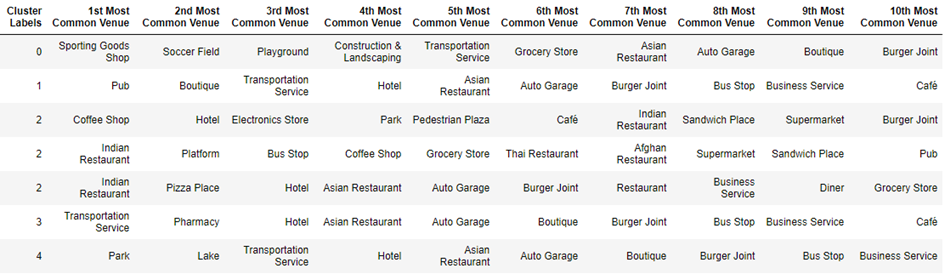 Cluster Labels 1st Most Common Venue 2nd Most Common Venue 3rd Most Common Venue 4th Most Common Venue 5th Most Common Venue 6th Most Common Venue 7th Most Common Venue 8th Most Common Venue 9th Most Common Venue 10th Most Common Venue
0 Sporting Goods Shop Soccer Field Playground Construction & Landscaping Transportation Service Grocery Store Asian Restaurant Auto Garage Boutique Burger Joint
1 Pub Boutique Transportation Service Hotel Asian Restaurant Auto Garage Burger Joint Bus Stop Business Service Café
2 Coffee Shop Hotel Electronics Store Park Pedestrian Plaza Café Indian Restaurant Sandwich Place Supermarket Burger Joint
2 Indian Restaurant Platform Bus Stop Coffee Shop Grocery Store Thai Restaurant Afghan Restaurant Supermarket Sandwich Place Pub
2 Indian Restaurant Pizza Place Hotel Asian Restaurant Auto Garage Burger Joint Restaurant Business Service Diner Grocery Store
3 Transportation Service Pharmacy Hotel Asian Restaurant Auto Garage Boutique Burger Joint Bus Stop Business Service Café
4 Park Lake Transportation Service Hotel Asian Restaurant Auto Garage Boutique Burger Joint Bus Stop Business Service